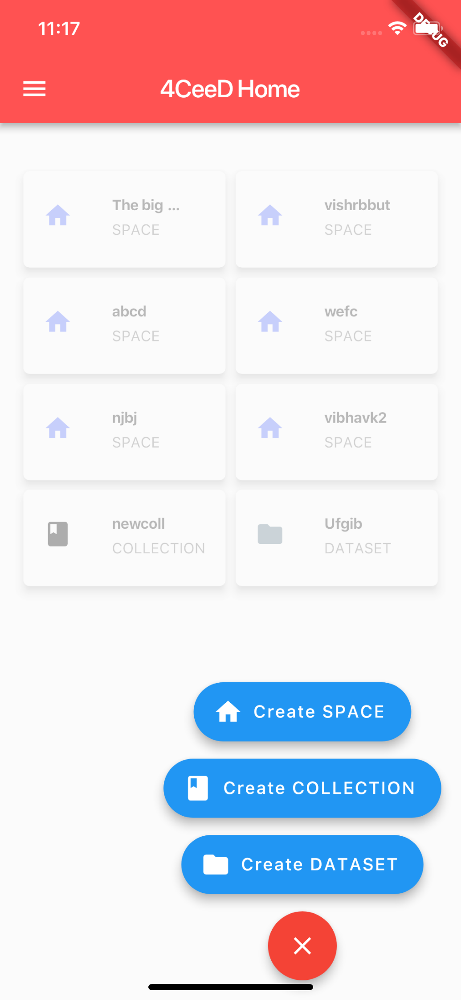 11:17
DEBUG
4CeeD Home
The big ...
SPACE
vishrbbut
SPACE
abcd
SPACE
wefc
SPACE
njbj
SPACE
vibhavk2
SPACE
newcoll
COLLECTION
Ufgib
DATASET
Create SPACE
Create COLLECTION
Create DATASET